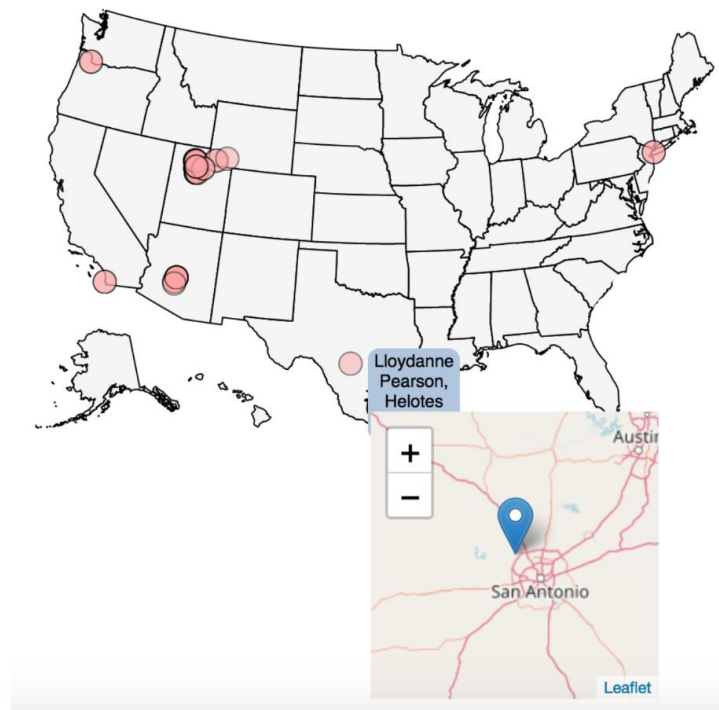 Lloydanne
Pearson,
Helotes
+
−
Austin
San Antonio
Leaflet